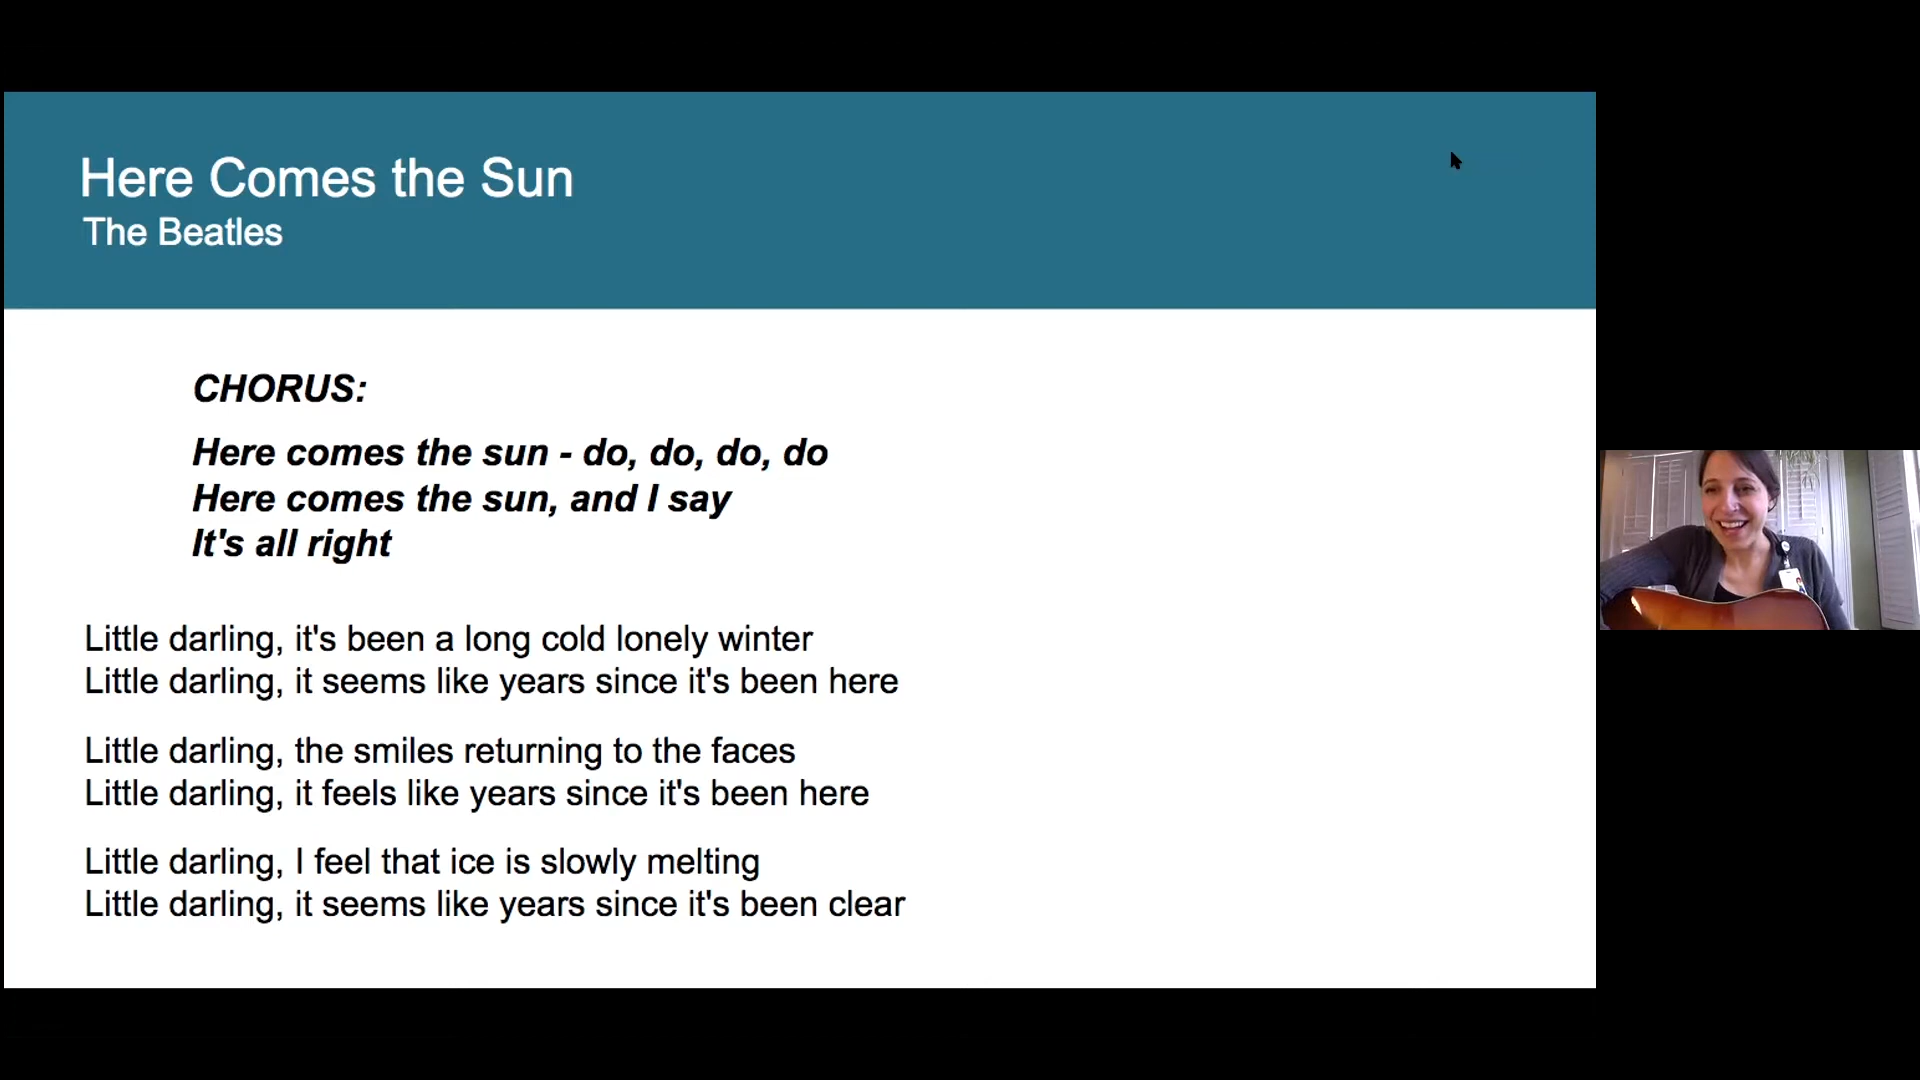 Here Comes the Sun
The Beatles
CHORUS:
Here comes the sun - do, do, do, do
Here comes the sun, and I say
It's all right
Little darling, it's been a long cold lonely winter
Little darling, it seems like years since it's been here
Little darling, the smiles returning to the faces
Little darling, it feels like years since it's been here
Little darling, I feel that ice is slowly melting
Little darling, it seems like years since it's been clear